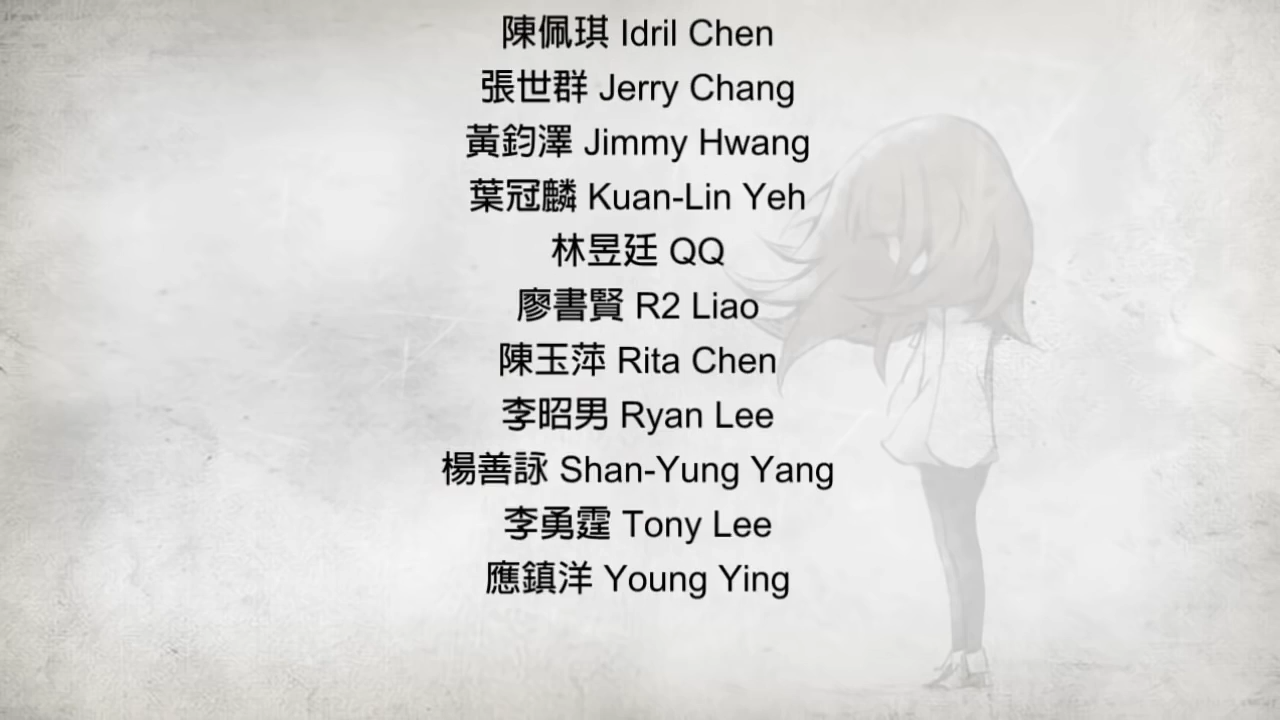 陳佩琪 Idril Chen
張世群 Jerry Chang
黃鈞澤 Jimmy Hwang
葉冠麟 Kuan-Lin Yeh
林昱廷 QQ
廖書賢 R2 Liao
陳玉萍 Rita Chen
李昭男 Ryan Lee
楊善詠 Shan-Yung Yang
李勇霆 Tony Lee
應鎮洋 Young Ying